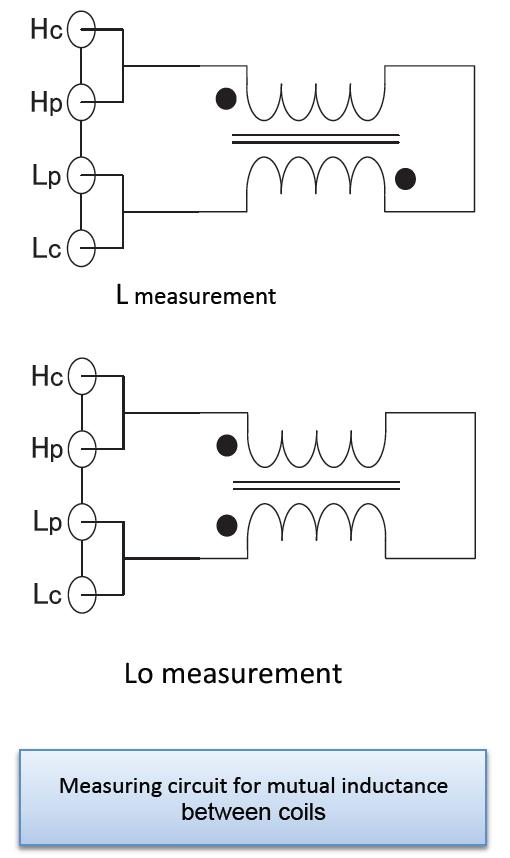 Hc
Hp
Lp
Lc
L measurement
Hc
Hp
Lp
Lc
Lo measurement
Measuring circuit for mutual inductance
between coils